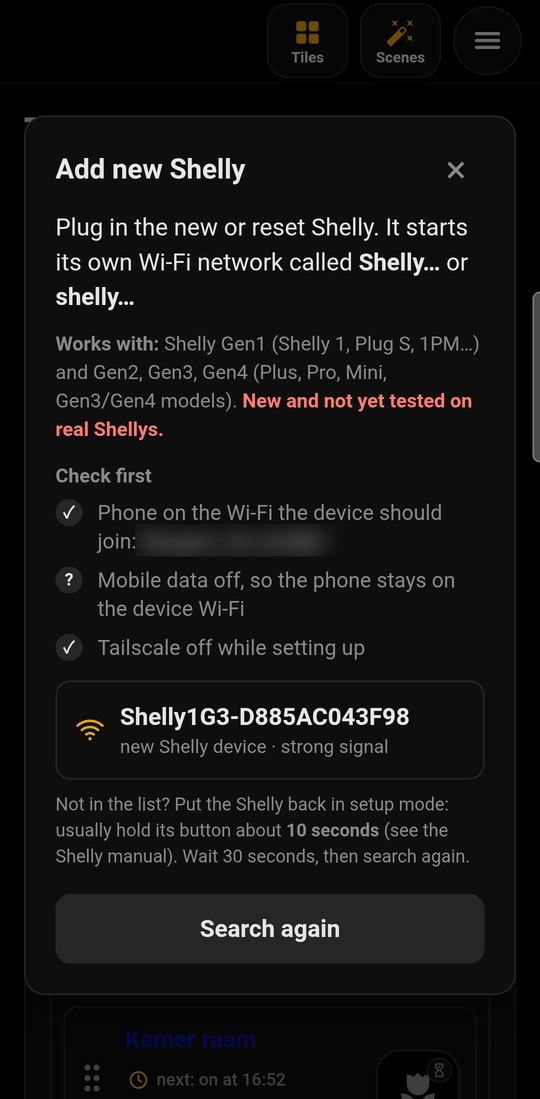 Tiles
Scenes
Add new Shelly
Plug in the new or reset Shelly. It starts
its own Wi-Fi network called Shelly... or
shelly...
Works with: Shelly Gen1 (Shelly 1, Plug S, 1PM...)
and Gen2, Gen3, Gen4 (Plus, Pro, Mini,
Gen3/Gen4 models). New and not yet tested on
real Shellys.
Check first
Phone on the Wi-Fi the device should
join:
? Mobile data off, so the phone stays on
the device Wi-Fi
Tailscale off while setting up
Shelly1G3-D885AC043F98
new Shelly device · strong signal
Not in the list? Put the Shelly back in setup mode:
usually hold its button about 10 seconds (see the
Shelly manual). Wait 30 seconds, then search again.
Search again
Kamer raam
next: on at 16:52